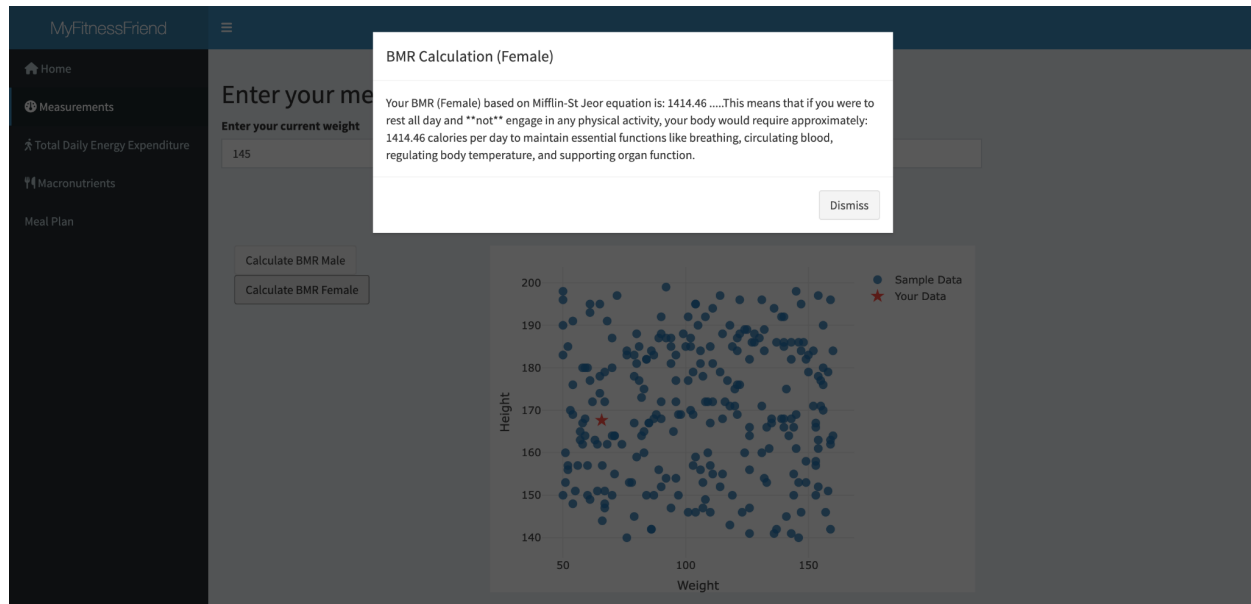 MyFitnessFriend
Home
Measurements
Total Daily Energy Expenditure
Macronutrients
Meal Plan
Enter your me
Enter your current weight
145
BMR Calculation (Female)
Your BMR (Female) based on Mifflin-St Jeor equation is: 1414.46 .....This means that if you were to
rest all day and **not** engage in any physical activity, your body would require approximately:
1414.46 calories per day to maintain essential functions like breathing, circulating blood,
regulating body temperature, and supporting organ function.
Dismiss
Calculate BMR Male
Calculate BMR Female
Sample Data
Your Data
200
190
180
170
160
150
140
Height
50 100 150
Weight